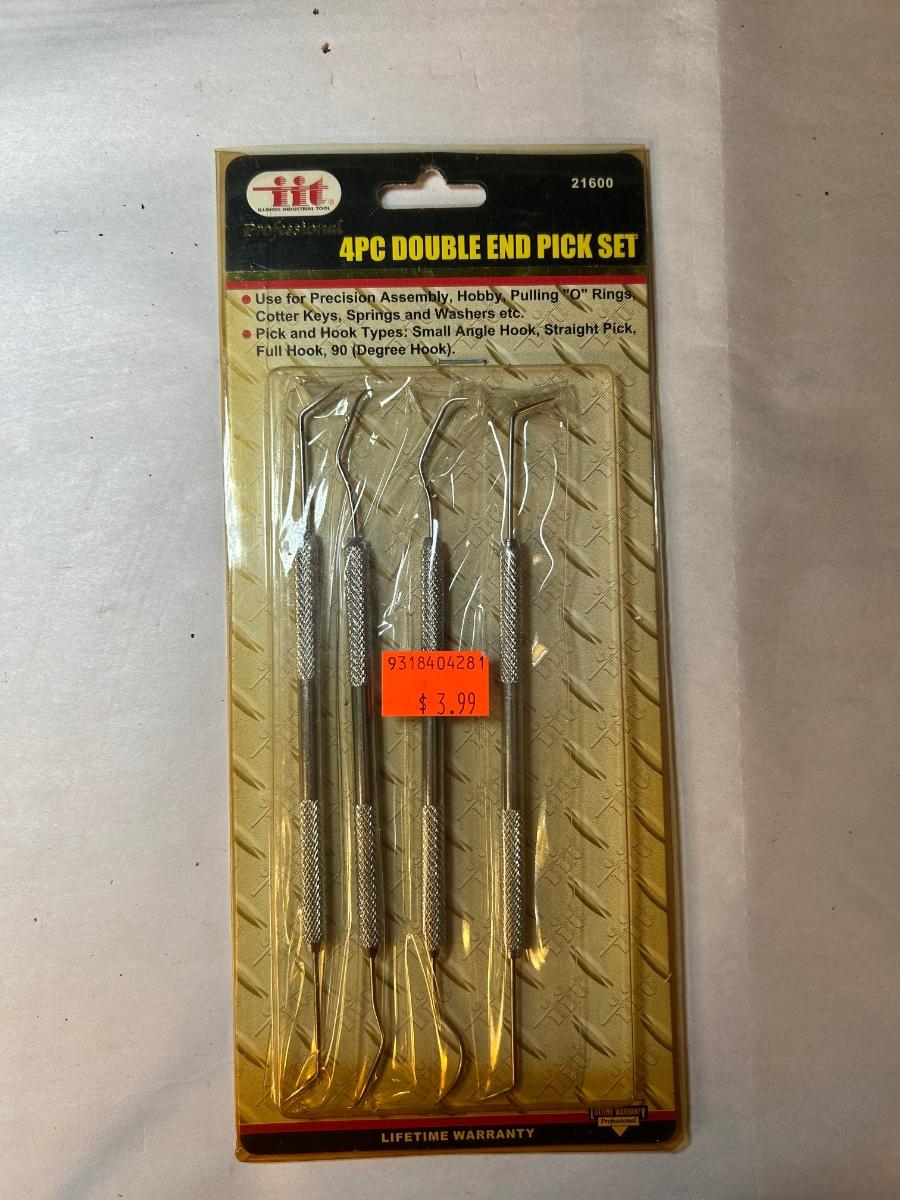 iit®
ILLINOIS INDUSTRIAL TOOL
21600
Professional
4PC DOUBLE END PICK SET
Use for Precision Assembly, Hobby, Pulling "O" Rings,
Cotter Keys, Springs and Washers etc.
Pick and Hook Types: Small Angle Hook, Straight Pick,
Full Hook, 90 (Degree Hook).
9318404281
$ 3.99
LIFETIME WARRANTY
Professional
LIFETIME WARRANTY